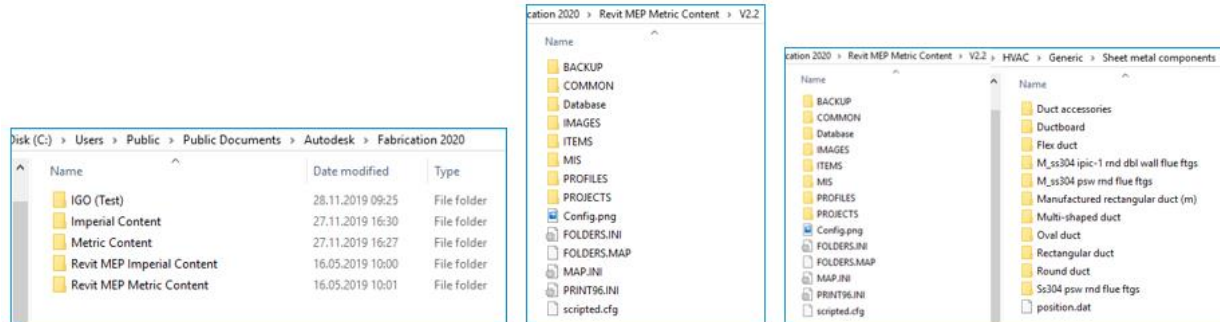 Disk (C:) > Users > Public > Public Documents > Autodesk > Fabrication 2020
Name Date modified Type
IGO (Test) 28.11.2019 09:25 File folder
Imperial Content 27.11.2019 16:30 File folder
Metric Content 27.11.2019 16:27 File folder
Revit MEP Imperial Content 16.05.2019 10:00 File folder
Revit MEP Metric Content 16.05.2019 10:01 File folder
cation 2020 > Revit MEP Metric Content > V2.2
Name
BACKUP
COMMON
Database
IMAGES
ITEMS
MIS
PROFILES
PROJECTS
Config.png
FOLDERS.INI
FOLDERS.MAP
MAP.INI
PRINT96.INI
scripted.cfg
cation 2020 > Revit MEP Metric Content > V2.2 > HVAC > Generic > Sheet metal components
Name
BACKUP
COMMON
Database
IMAGES
ITEMS
MIS
PROFILES
PROJECTS
Config.png
FOLDERS.INI
FOLDERS.MAP
MAP.INI
PRINT96.INI
scripted.cfg
Name
Duct accessories
Ductboard
Flex duct
M_ss304 ipic-1 rnd dbl wall flue ftgs
M_ss304 psw rnd flue ftgs
Manufactured rectangular duct (m)
Multi-shaped duct
Oval duct
Rectangular duct
Round duct
Ss304 psw rnd flue ftgs
position.dat